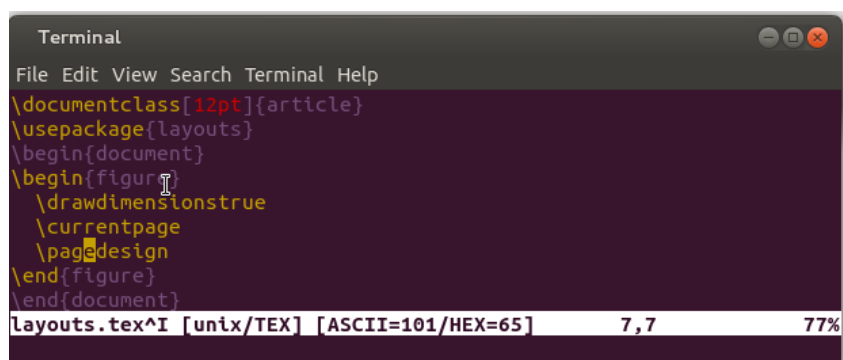 Terminal
File Edit View Search Terminal Help
\documentclass[12pt]{article}
\usepackage{layouts}
\begin{document}
\begin{figure}
  \drawdimensionstrue
  \currentpage
  \pagedesign
\end{figure}
\end{document}
layouts.tex^I [unix/TEX] [ASCII=101/HEX=65] 7,7 77%